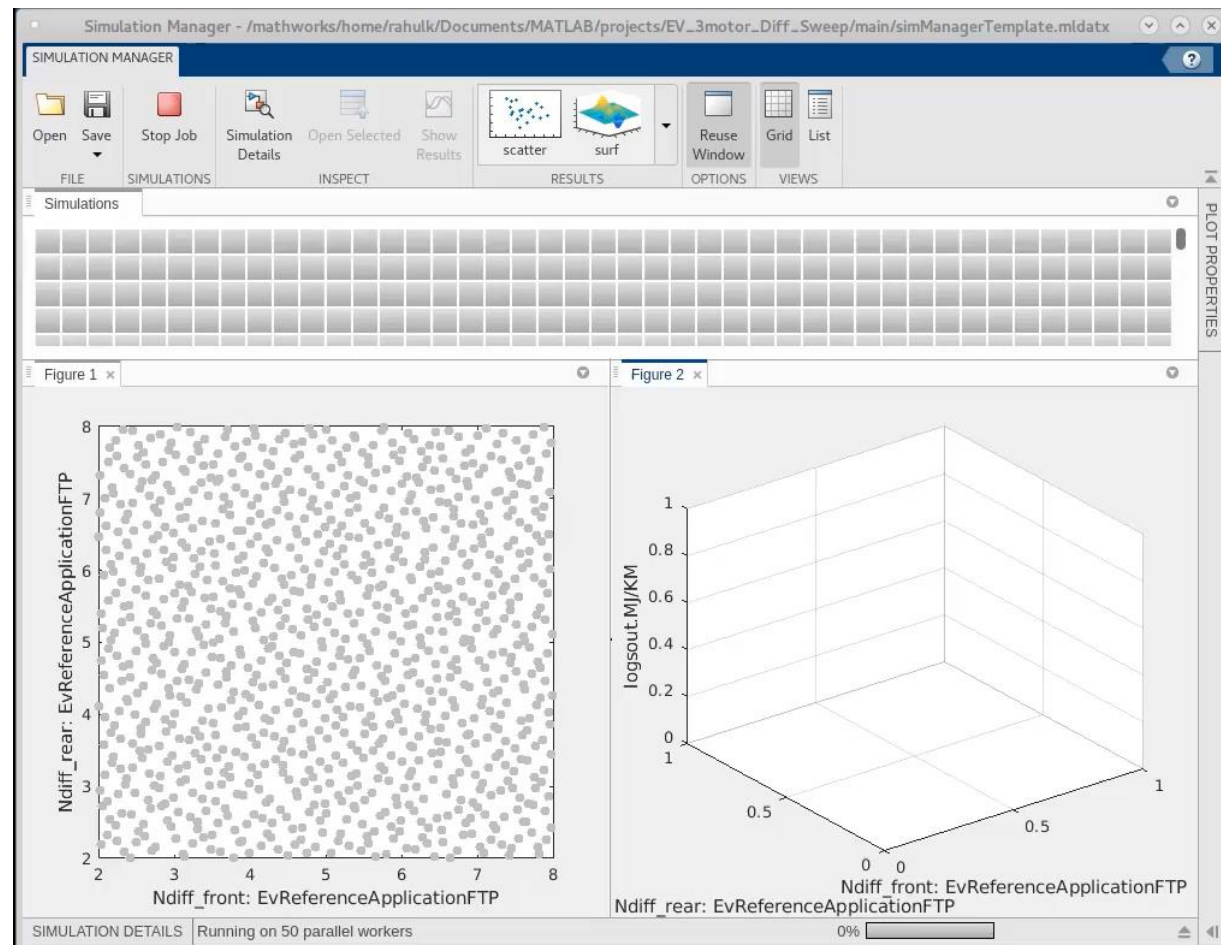 Simulation Manager - /mathworks/home/rahulk/Documents/MATLAB/projects/EV_3motor_Diff_Sweep/main/simManagerTemplate.mldatx
SIMULATION MANAGER
?
Open
Save
Stop Job
Simulation
Details
Open Selected
Show
Results
scatter
surf
Reuse
Window
Grid
List
FILE
SIMULATIONS
INSPECT
RESULTS
OPTIONS
VIEWS
Simulations
PLOT PROPERTIES
Figure 1
Ndiff_rear: EvReferenceApplicationFTP
8
7
6
5
4
3
2
2 3 4 5 6 7 8
Ndiff_front: EvReferenceApplicationFTP
Figure 2
logsout.MJ/KM
1
0.8
0.6
0.4
0.2
0
1
0.5
0
0
0.5
1
Ndiff_front: EvReferenceApplicationFTP
Ndiff_rear: EvReferenceApplicationFTP
SIMULATION DETAILS
Running on 50 parallel workers
0%